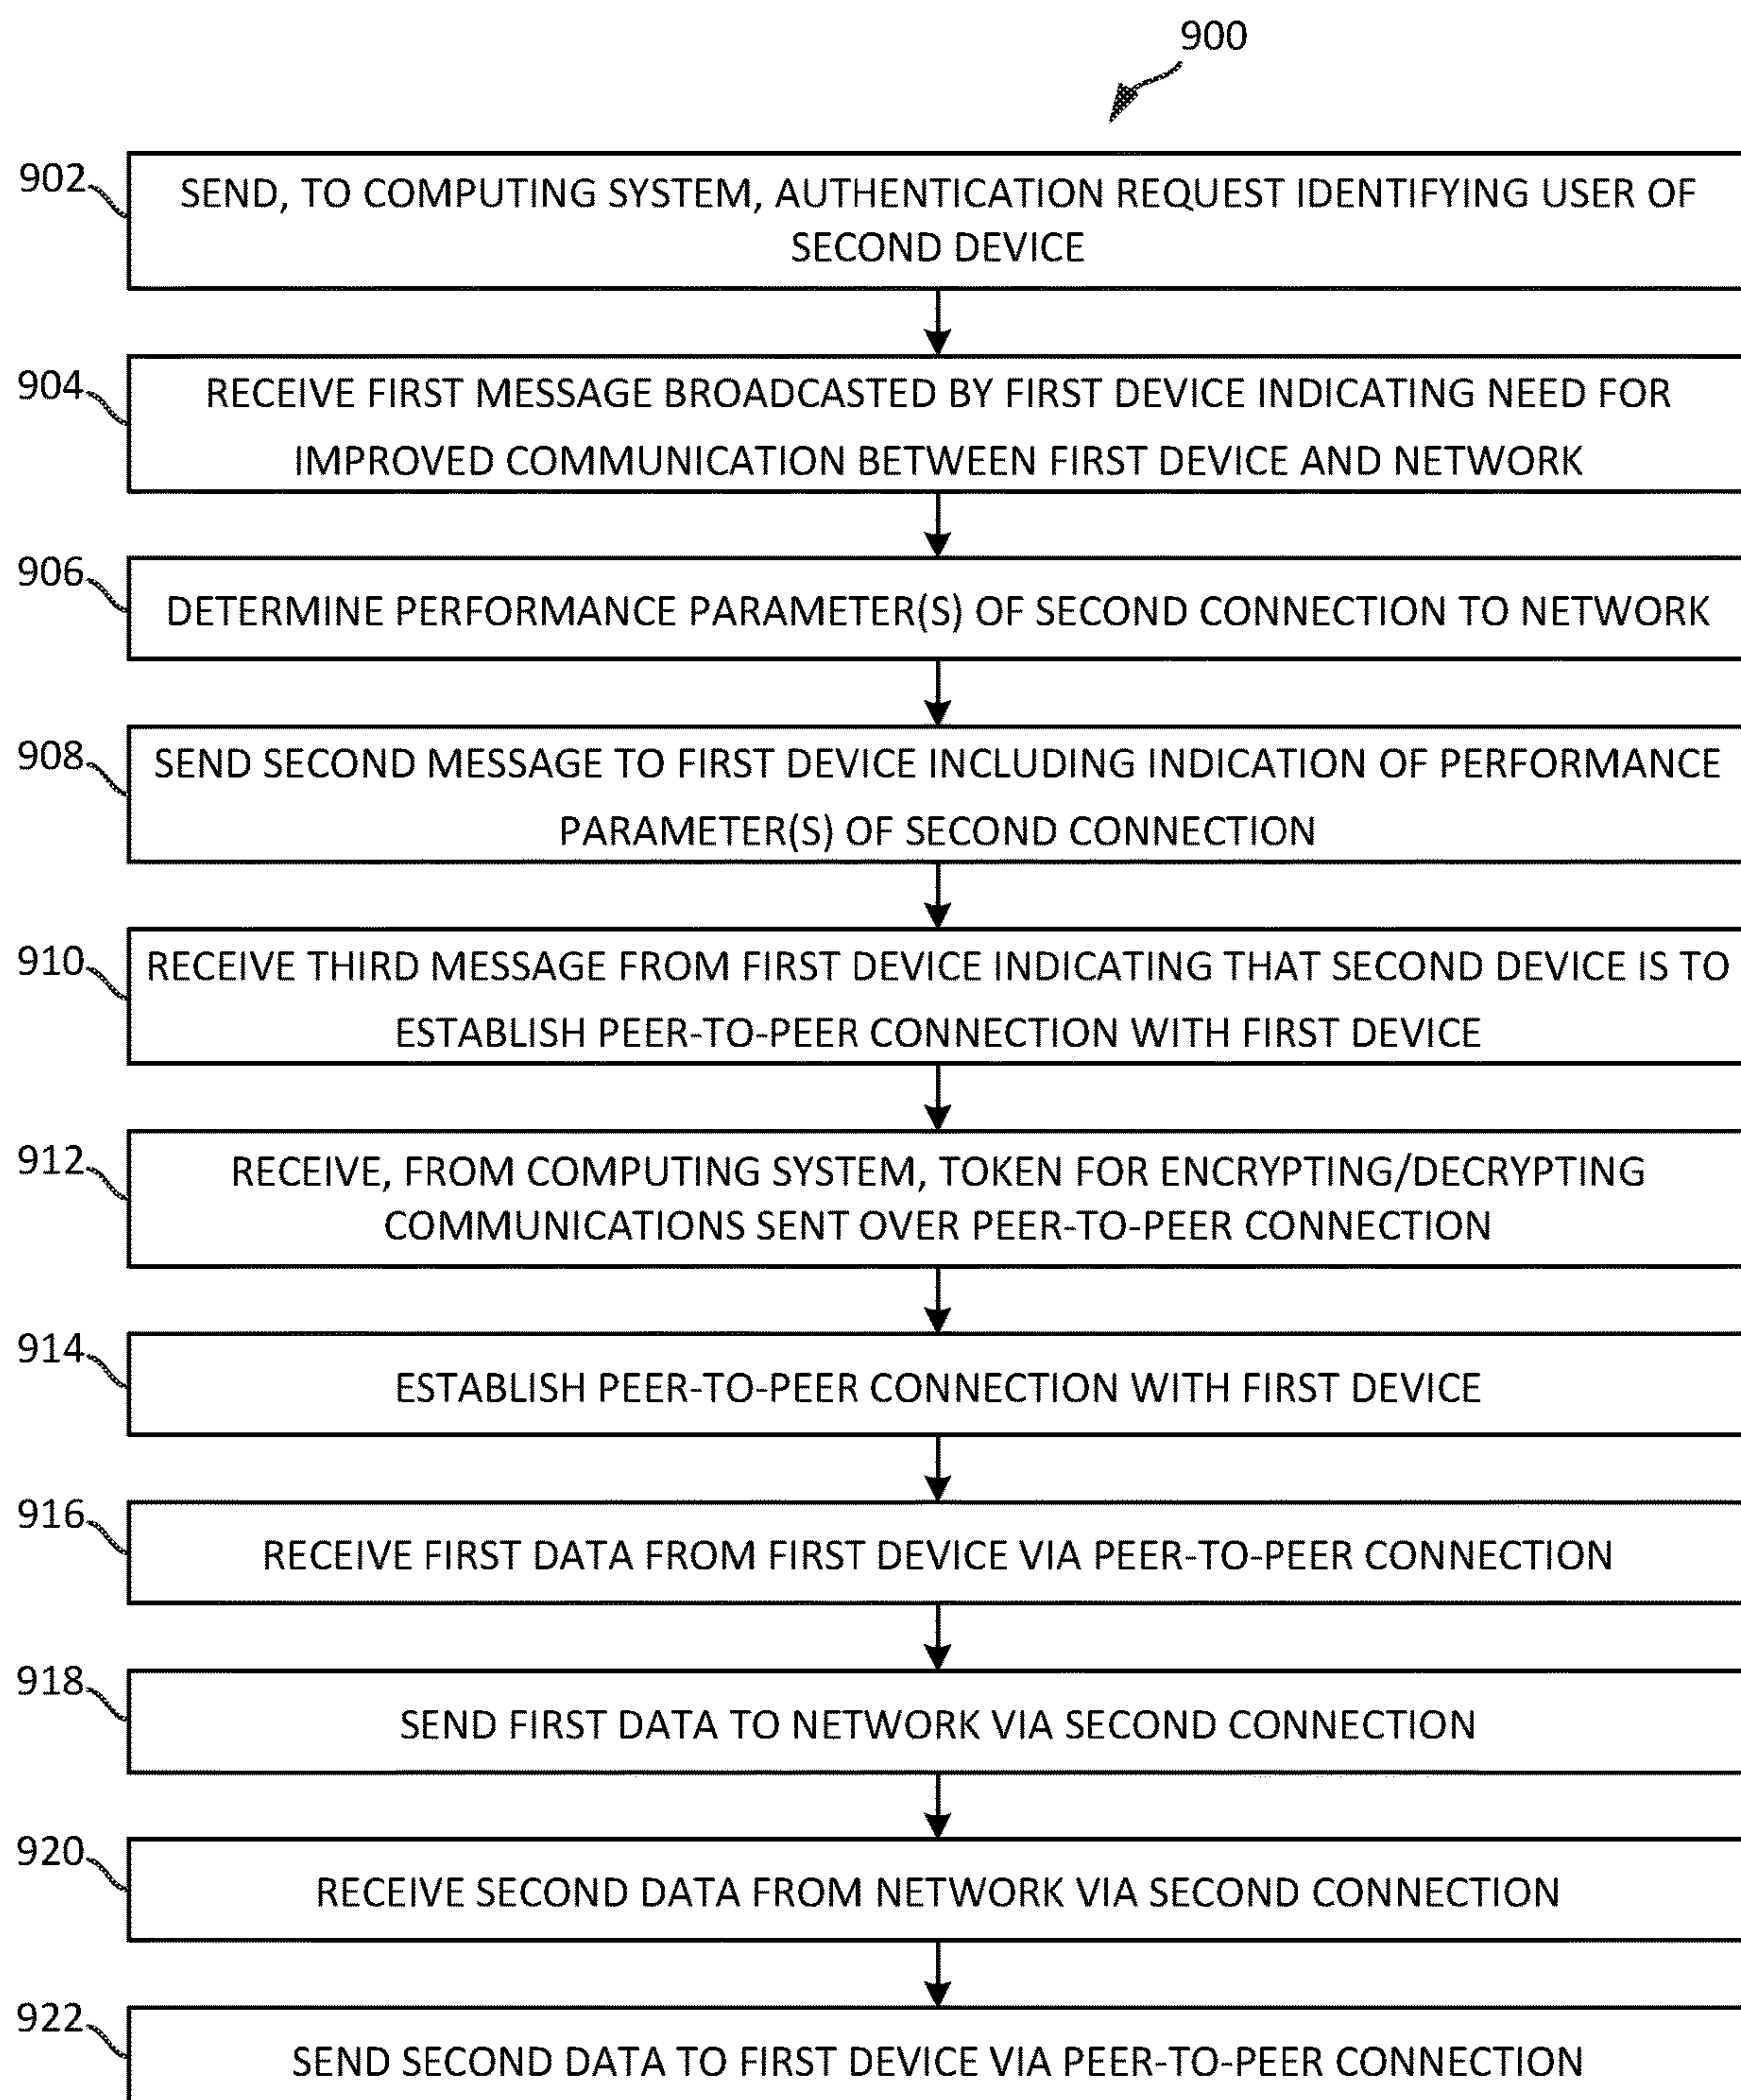 900
902
SEND, TO COMPUTING SYSTEM, AUTHENTICATION REQUEST IDENTIFYING USER OF
SECOND DEVICE
904
RECEIVE FIRST MESSAGE BROADCASTED BY FIRST DEVICE INDICATING NEED FOR
IMPROVED COMMUNICATION BETWEEN FIRST DEVICE AND NETWORK
906
DETERMINE PERFORMANCE PARAMETER(S) OF SECOND CONNECTION TO NETWORK
908
SEND SECOND MESSAGE TO FIRST DEVICE INCLUDING INDICATION OF PERFORMANCE
PARAMETER(S) OF SECOND CONNECTION
910
RECEIVE THIRD MESSAGE FROM FIRST DEVICE INDICATING THAT SECOND DEVICE IS TO
ESTABLISH PEER-TO-PEER CONNECTION WITH FIRST DEVICE
912
RECEIVE, FROM COMPUTING SYSTEM, TOKEN FOR ENCRYPTING/DECRYPTING
COMMUNICATIONS SENT OVER PEER-TO-PEER CONNECTION
914
ESTABLISH PEER-TO-PEER CONNECTION WITH FIRST DEVICE
916
RECEIVE FIRST DATA FROM FIRST DEVICE VIA PEER-TO-PEER CONNECTION
918
SEND FIRST DATA TO NETWORK VIA SECOND CONNECTION
920
RECEIVE SECOND DATA FROM NETWORK VIA SECOND CONNECTION
922
SEND SECOND DATA TO FIRST DEVICE VIA PEER-TO-PEER CONNECTION